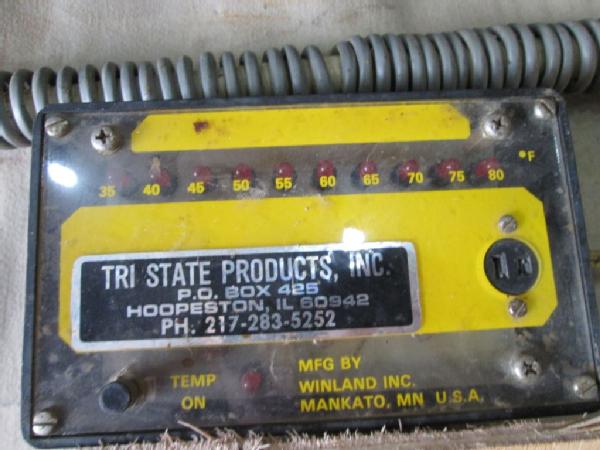 °F
35 40 45 50 55 60 65 70 75 80
TRI STATE PRODUCTS, INC.
P.O. BOX 425
HOOPESTON, IL 60942
PH. 217-283-5252
TEMP
ON
MFG BY
WINLAND INC.
MANKATO, MN U.S.A.